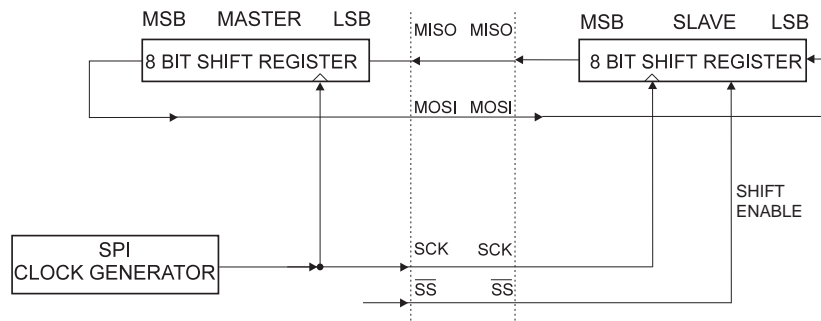 MSB MASTER LSB
MISO MISO
MSB SLAVE LSB
8 BIT SHIFT REGISTER
8 BIT SHIFT REGISTER
MOSI MOSI
SHIFT
ENABLE
SPI
CLOCK GENERATOR
SCK SCK
SS SS